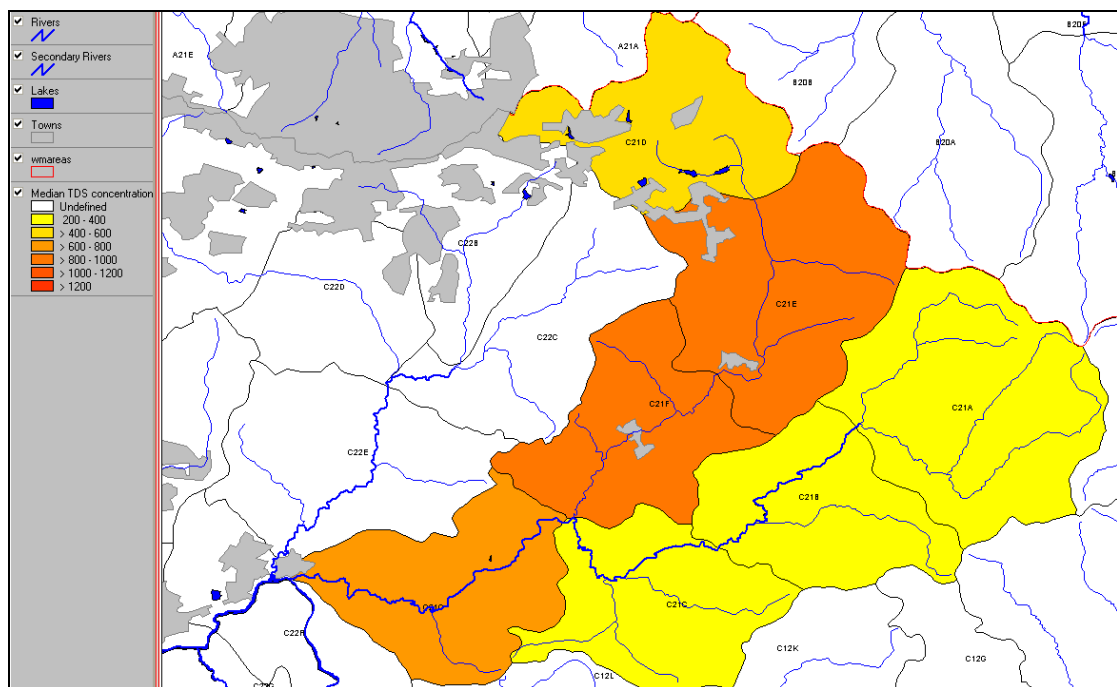 Rivers
Secondary Rivers
Lakes
Towns
wmareas
Median TDS concentration
Undefined
200 - 400
> 400 - 600
> 600 - 800
> 800 - 1000
> 1000 - 1200
> 1200
A21E
A21A
B20B
C21D
B20A
C22B
C22D
C21E
C22C
C21F
C21A
C22E
C21B
C21C
C22F
C12K
C12G
C12L